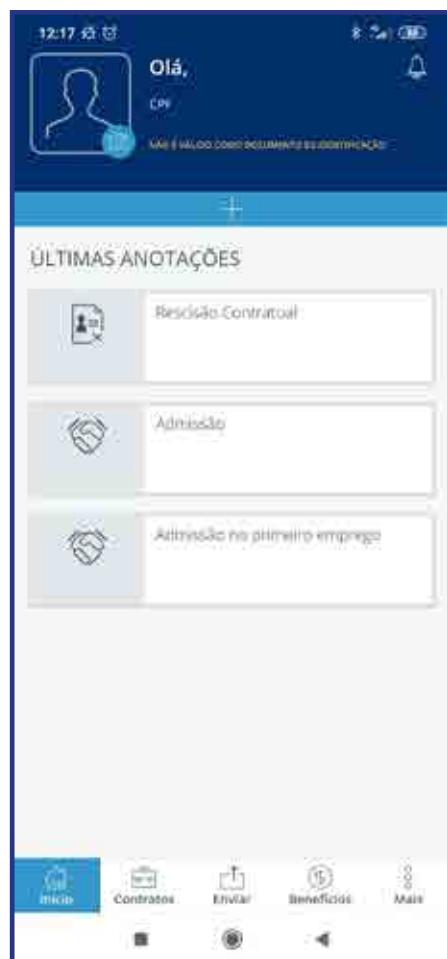 12:17
Olá,
CPF
NÃO É VÁLIDO COMO DOCUMENTO DE IDENTIFICAÇÃO
ÚLTIMAS ANOTAÇÕES
Rescisão Contratual
Admissão
Admissão no primeiro emprego
Início Contratos Enviar Benefícios Mais